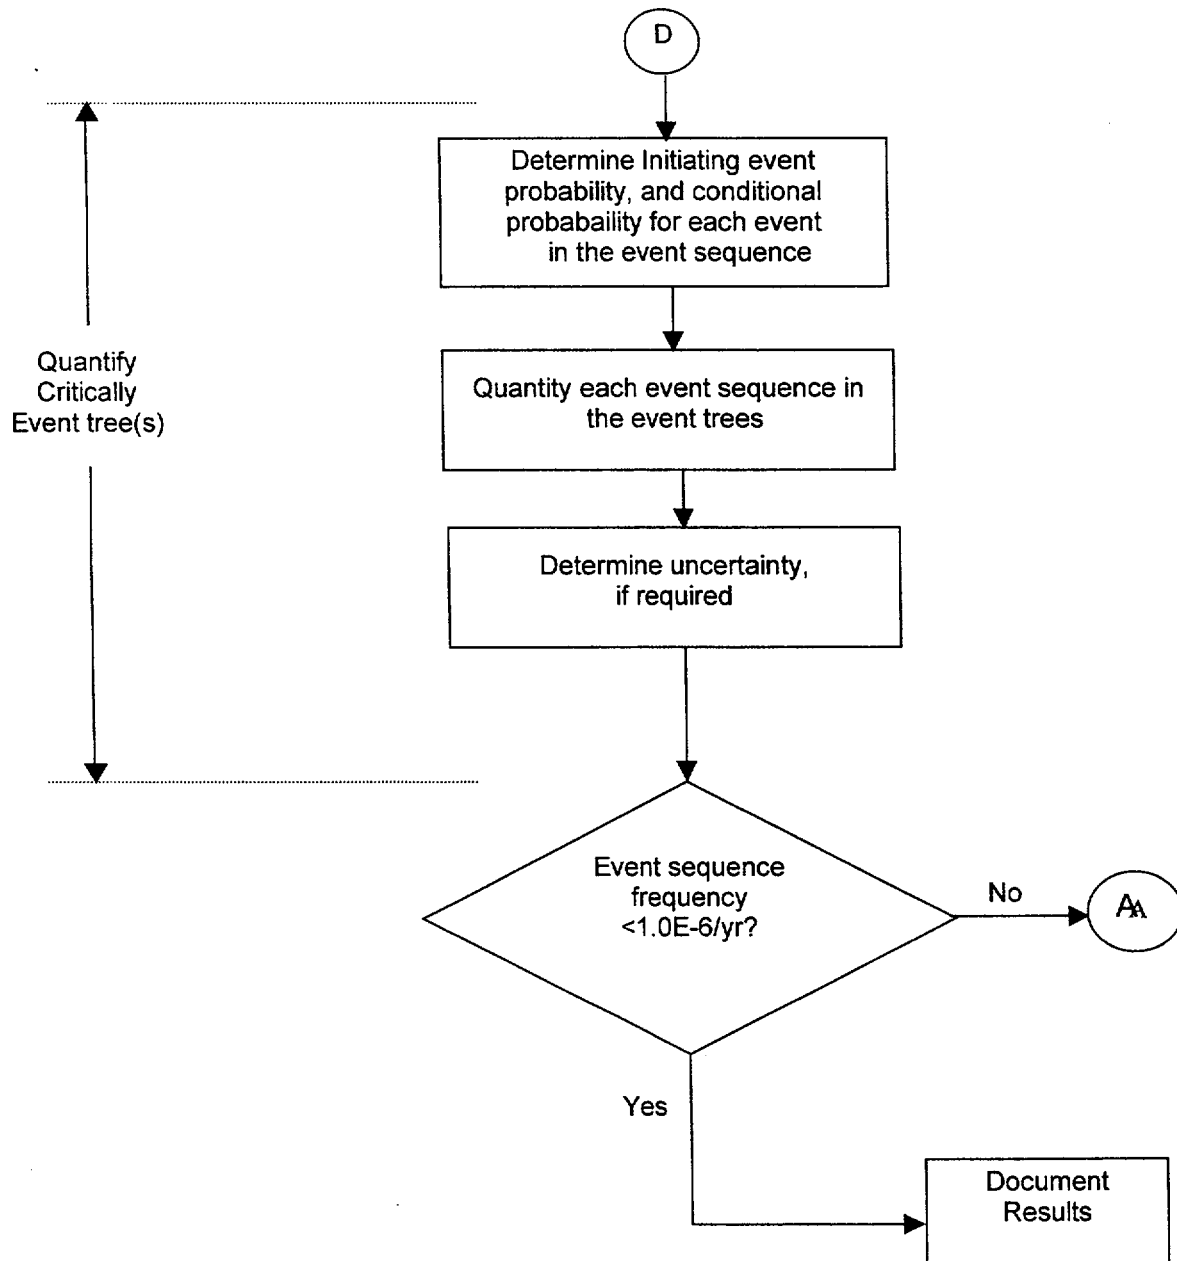 D
Determine Initiating event
probability, and conditional
probabaility for each event
in the event sequence
Quantify
Critically
Event tree(s)
Quantity each event sequence in
the event trees
Determine uncertainty,
if required
Event sequence
frequency
<1.0E-6/yr?
No
AA
Yes
Document
Results